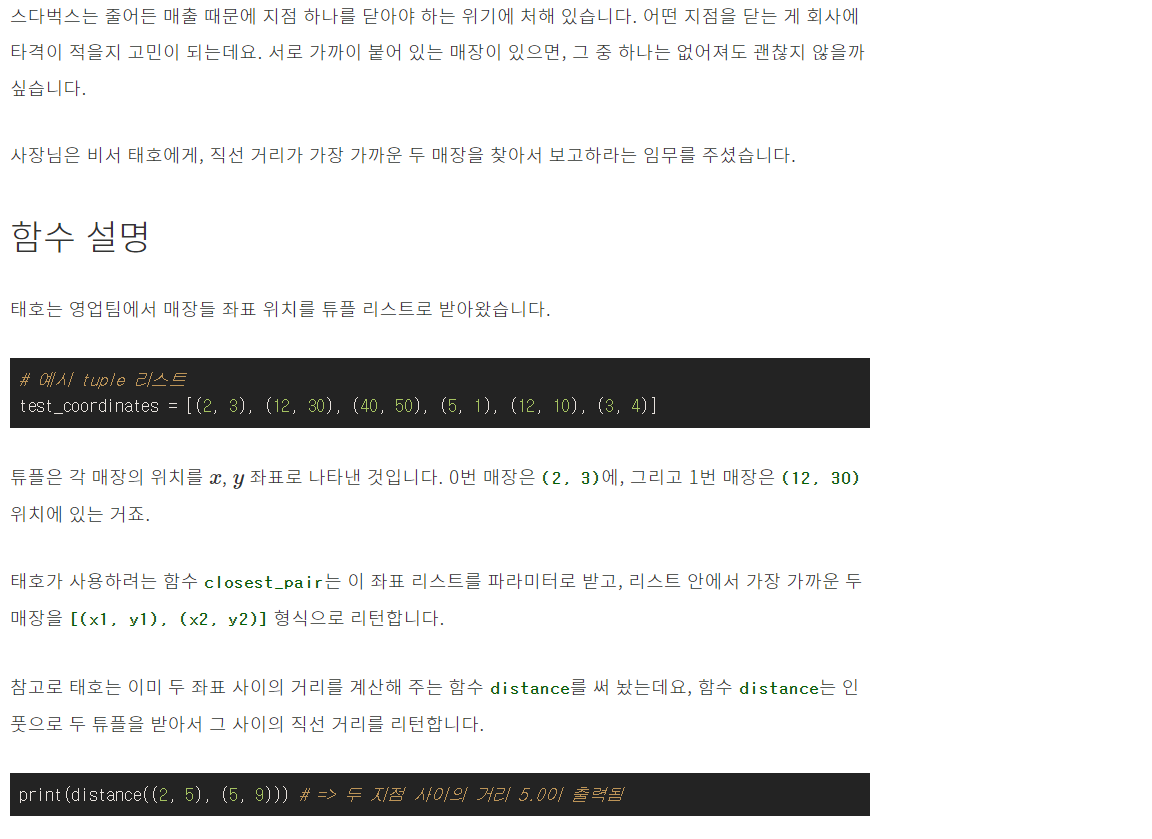 스다벅스는 줄어든 매출 때문에 지점 하나를 닫아야 하는 위기에 처해 있습니다. 어떤 지점을 닫는 게 회사에
타격이 적을지 고민이 되는데요. 서로 가까이 붙어 있는 매장이 있으면, 그 중 하나는 없어져도 괜찮지 않을까
싶습니다.
사장님은 비서 태호에게, 직선 거리가 가장 가까운 두 매장을 찾아서 보고하라는 임무를 주셨습니다.
함수 설명
태호는 영업팀에서 매장들 좌표 위치를 튜플 리스트로 받아왔습니다.
# 예시 tuple 리스트
test_coordinates = [(2, 3), (12, 30), (40, 50), (5, 1), (12, 10), (3, 4)]
튜플은 각 매장의 위치를 x, y 좌표로 나타낸 것입니다. 0번 매장은 (2, 3)에, 그리고 1번 매장은 (12, 30)
위치에 있는 거죠.
태호가 사용하려는 함수 closest_pair는 이 좌표 리스트를 파라미터로 받고, 리스트 안에서 가장 가까운 두
매장을 [(x1, y1), (x2, y2)] 형식으로 리턴합니다.
참고로 태호는 이미 두 좌표 사이의 거리를 계산해 주는 함수 distance를 써 놨는데요, 함수 distance는 인
풋으로 두 튜플을 받아서 그 사이의 직선 거리를 리턴합니다.
print(distance((2, 5), (5, 9))) # => 두 지점 사이의 거리 5.0이 출력됨